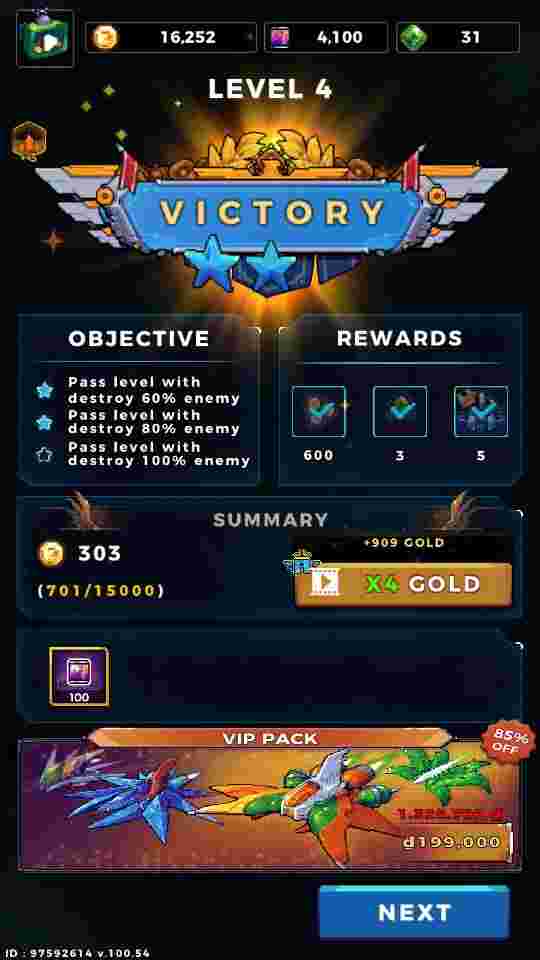 16,252
4,100
31
LEVEL 4
VICTORY
OBJECTIVE
Pass level with
destroy 60% enemy
Pass level with
destroy 80% enemy
Pass level with
destroy 100% enemy
REWARDS
600
3
5
SUMMARY
303
(701/15000)
+909 GOLD
X4 GOLD
100
VIP PACK
85%
OFF
đ199,000
NEXT
ID : 97592614 v.100.54